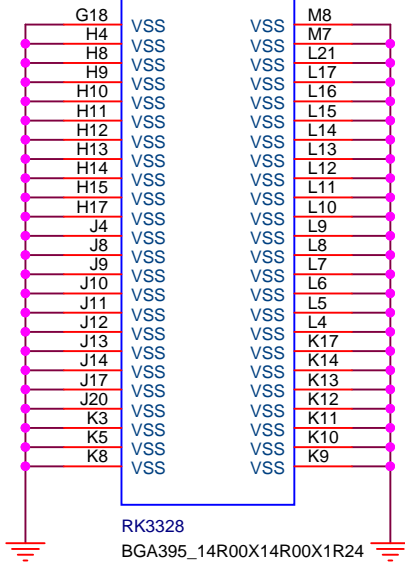 G18 VSS VSS M8
H4 VSS VSS M7
H8 VSS VSS L21
H9 VSS VSS L17
H10 VSS VSS L16
H11 VSS VSS L15
H12 VSS VSS L14
H13 VSS VSS L13
H14 VSS VSS L12
H15 VSS VSS L11
H17 VSS VSS L10
J4 VSS VSS L9
J8 VSS VSS L8
J9 VSS VSS L7
J10 VSS VSS L6
J11 VSS VSS L5
J12 VSS VSS L4
J13 VSS VSS K17
J14 VSS VSS K14
J17 VSS VSS K13
J20 VSS VSS K12
K3 VSS VSS K11
K5 VSS VSS K10
K8 VSS VSS K9
RK3328
BGA395_14R00X14R00X1R24